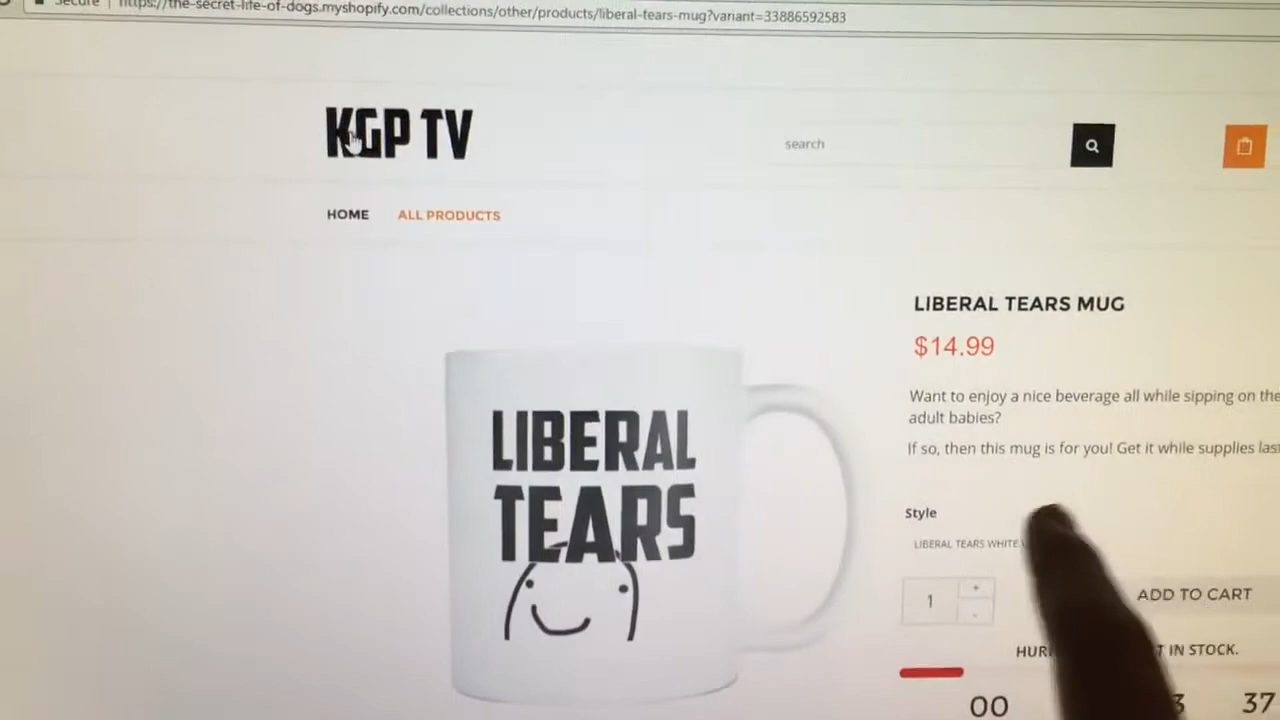 Secure https://the-secret-life-of-dogs.myshopify.com/collections/other/products/liberal-tears-mug?variant=33886592583
KGP TV
search
HOME ALL PRODUCTS
LIBERAL TEARS MUG
$14.99
Want to enjoy a nice beverage all while sipping on the
adult babies?
If so, then this mug is for you! Get it while supplies
LIBERAL
TEARS
Style
LIBERAL TEARS WHITE
1
+
-
ADD TO CART
IN STOCK.
00 37